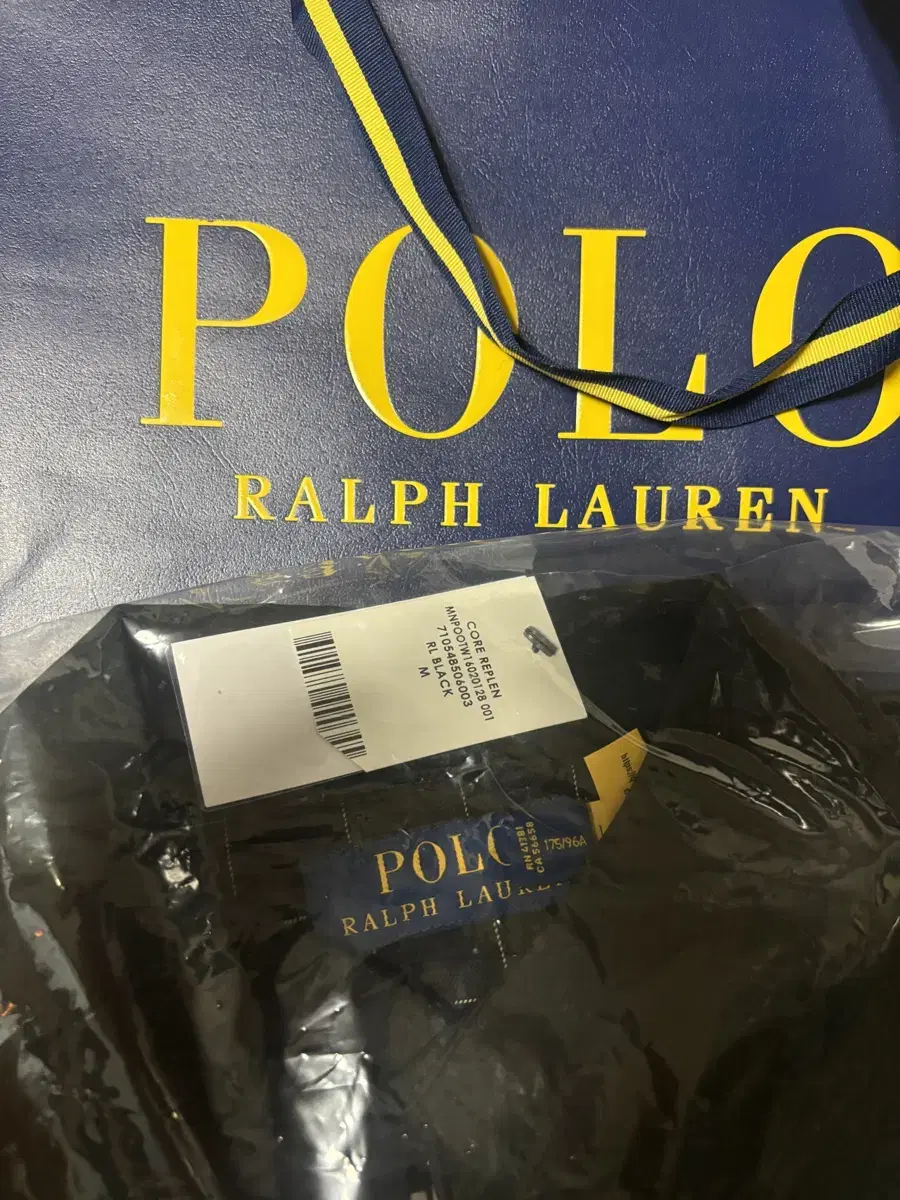 POLO
RALPH LAUREN
CORE REPLEN
MNPOOTW16020128 001
710548506003
RL BLACK
M
POLO
RALPH LAUREN
RN 41381
CA 56658
175/96A